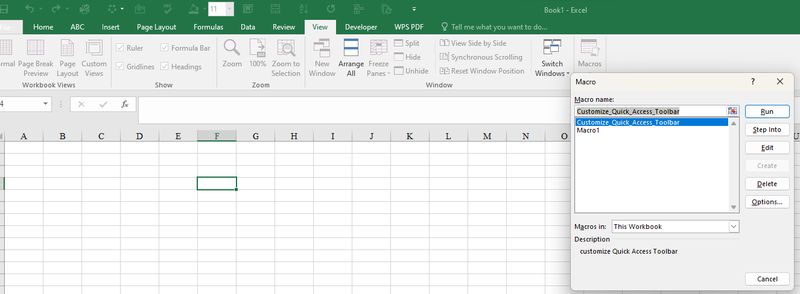 11
Book1 - Excel
File
Home
ABC
Insert
Page Layout
Formulas
Data
Review
View
Developer
WPS PDF
Tell me what you want to do...
Normal
Page Break
Preview
Page
Layout
Custom
Views
Workbook Views
Ruler
Formula Bar
Gridlines
Headings
Show
Zoom
100%
Zoom to
Selection
Zoom
New
Window
Arrange
All
Freeze
Panes
Split
Hide
Unhide
View Side by Side
Synchronous Scrolling
Reset Window Position
Window
Switch
Windows
Macros
Macros
4
fx
A B C D E F G H I J K L M N O U
Macro
?
Macro name:
Customize_Quick_Access_Toolbar
Customize_Quick_Access_Toolbar
Macro1
Run
Step Into
Edit
Create
Delete
Options...
Macros in:
This Workbook
Description
customize Quick Access Toolbar
Cancel